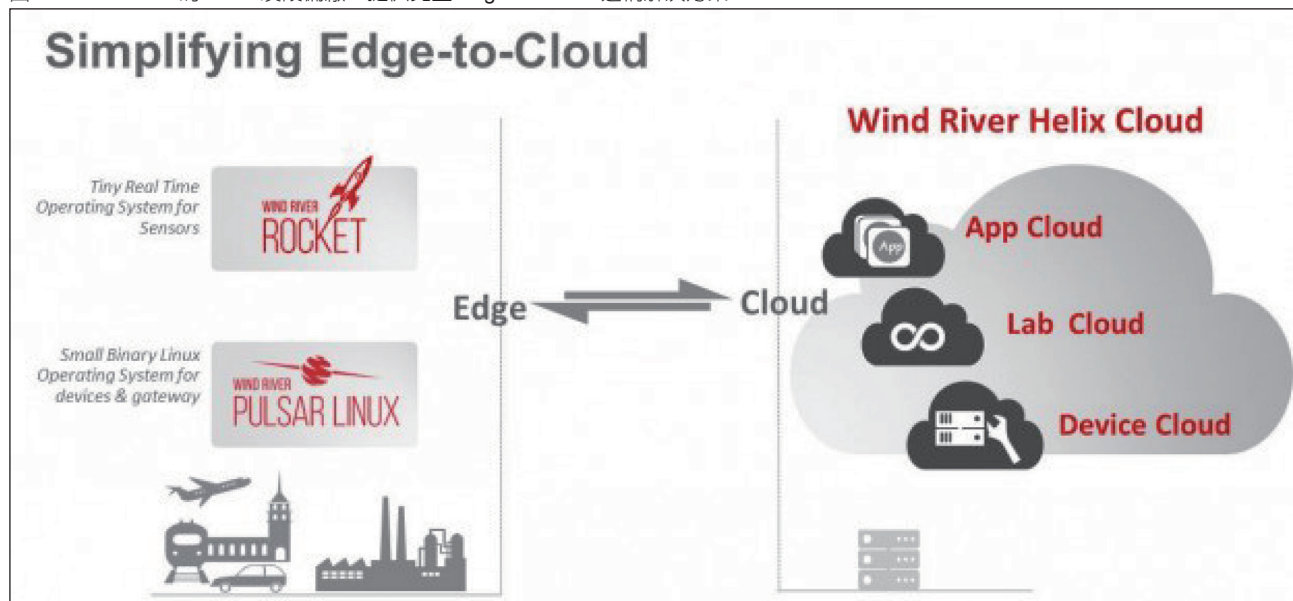 Simplifying Edge-to-Cloud
Wind River Helix Cloud
Tiny Real Time
Operating System for
Sensors
WIND RIVER
ROCKET
App
App Cloud
Edge
Cloud
Lab Cloud
Small Binary Linux
Operating System for
devices & gateway
WIND RIVER
PULSAR LINUX
Device Cloud